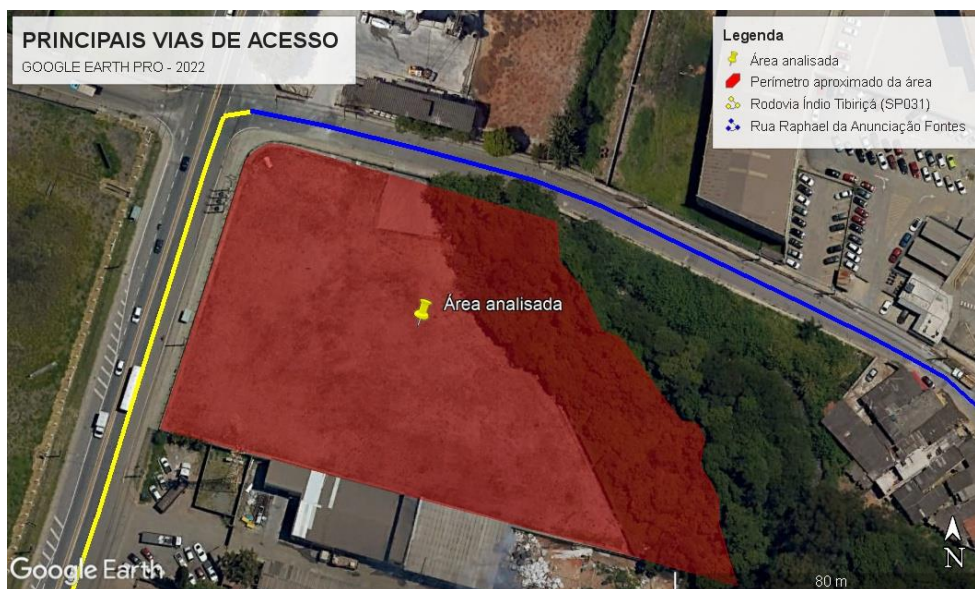 PRINCIPAIS VIAS DE ACESSO
GOOGLE EARTH PRO - 2022
Legenda
Área analisada
Perímetro aproximado da área
Rodovia Índio Tibiriçá (SP031)
Rua Raphael da Anunciação Fontes
Área analisada
Google Earth
80 m
N